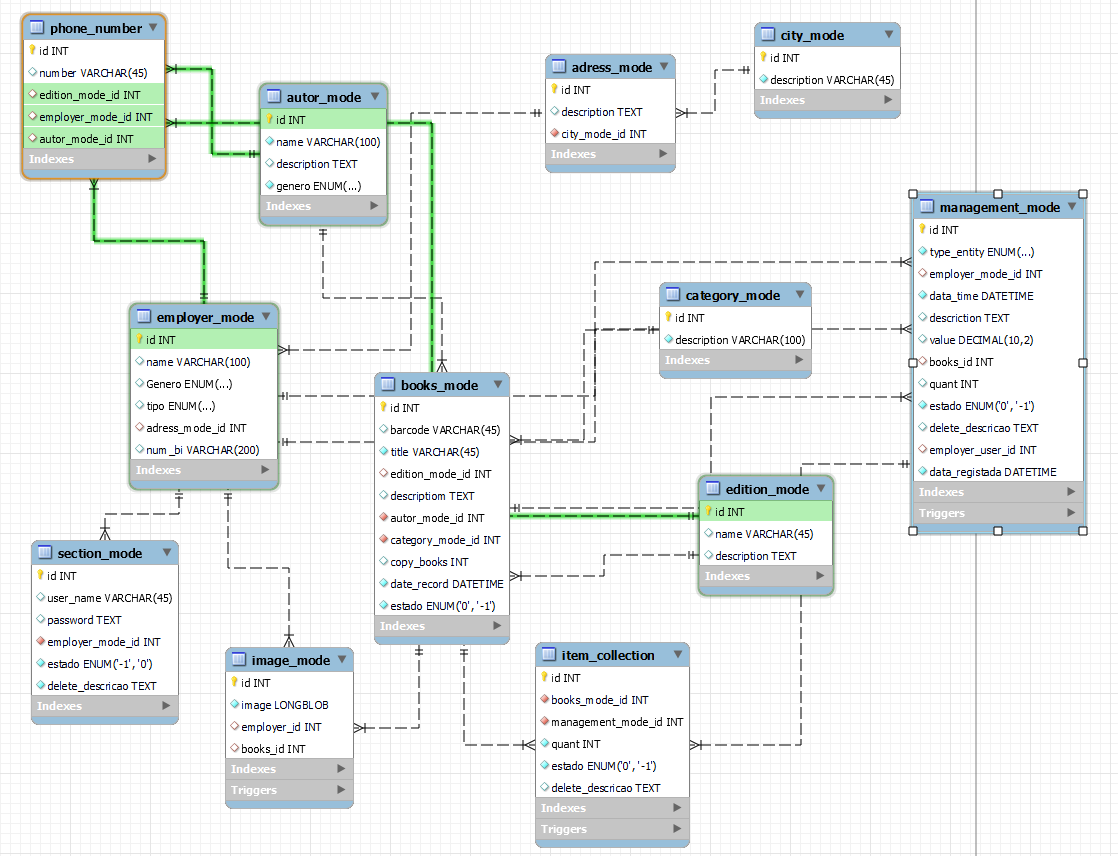 phone_number
id INT
number VARCHAR(45)
edition_mode_id INT
employer_mode_id INT
autor_mode_id INT
Indexes
autor_mode
id INT
name VARCHAR(100)
description TEXT
genero ENUM(...)
Indexes
adress_mode
id INT
description TEXT
city_mode_id INT
Indexes
city_mode
id INT
description VARCHAR(45)
Indexes
management_mode
id INT
type_entity ENUM(...)
employer_mode_id INT
data_time DATETIME
desricrtion TEXT
value DECIMAL(10,2)
books_id INT
quant INT
estado ENUM('0', '-1')
delete_descricao TEXT
employer_user_id INT
data_registada DATETIME
Indexes
Triggers
category_mode
id INT
description VARCHAR(100)
Indexes
employer_mode
id INT
name VARCHAR(100)
Genero ENUM(...)
tipo ENUM(...)
adress_mode_id INT
num_bi VARCHAR(200)
Indexes
books_mode
id INT
barcode VARCHAR(45)
title VARCHAR(45)
edition_mode_id INT
descriptiom TEXT
autor_mode_id INT
category_mode_id INT
copy_books INT
date_record DATETIME
estado ENUM('0', '-1')
Indexes
edition_mode
id INT
name VARCHAR(45)
description TEXT
Indexes
section_mode
id INT
user_name VARCHAR(45)
password TEXT
employer_mode_id INT
estado ENUM('-1', '0')
delete_descricao TEXT
Indexes
image_mode
id INT
image LONGBLOB
employer_id INT
books_id INT
Indexes
Triggers
item_collection
id INT
books_mode_id INT
management_mode_id INT
quant INT
estado ENUM('0', '-1')
delete_descricao TEXT
Indexes
Triggers